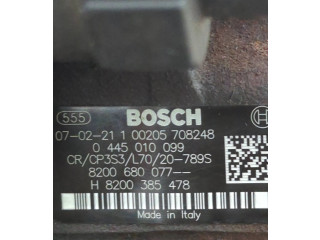 555 BOSCH
07-02-21 1 00205 708248
0 445 010 099
CR/CP3S3/L70/20-789S
8200 680 077--
H 8200 385 478
Made in Italy